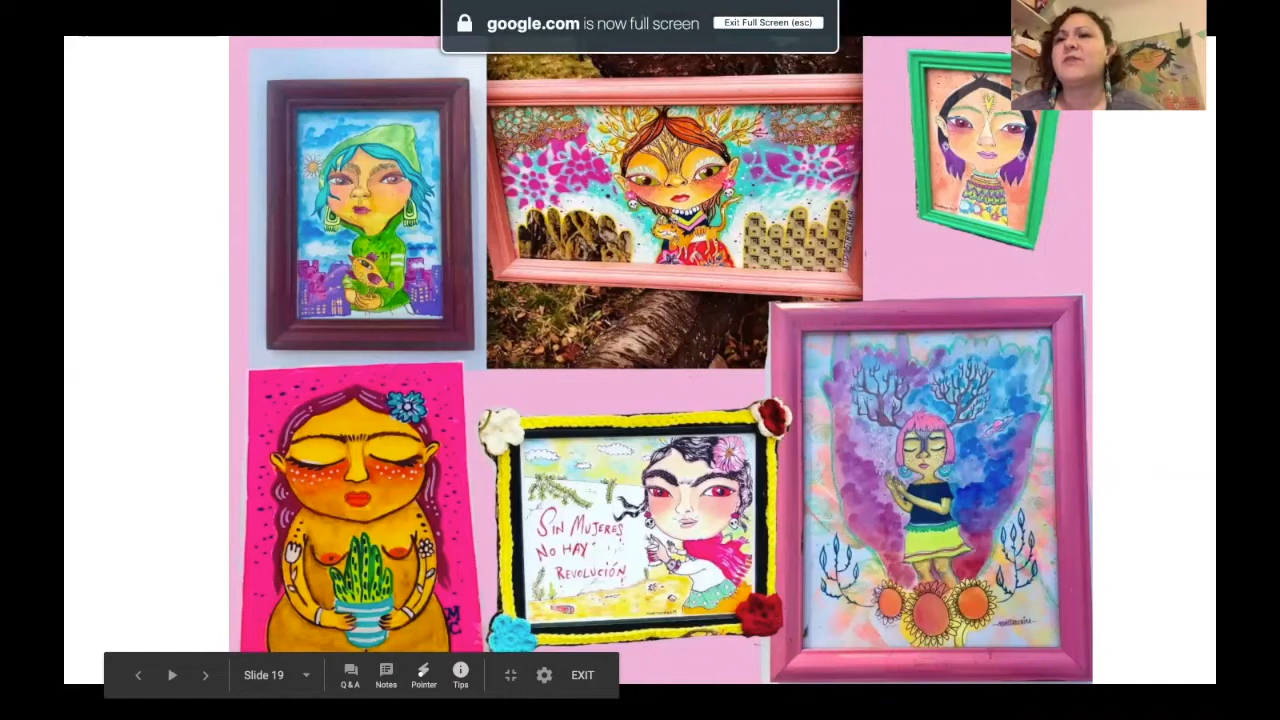 google.com is now full screen
Exit Full Screen (esc)
SIN MUJERES
NO HAY
REVOLUCIÓN
MC
Slide 19
Q & A
Notes
Pointer
Tips
EXIT